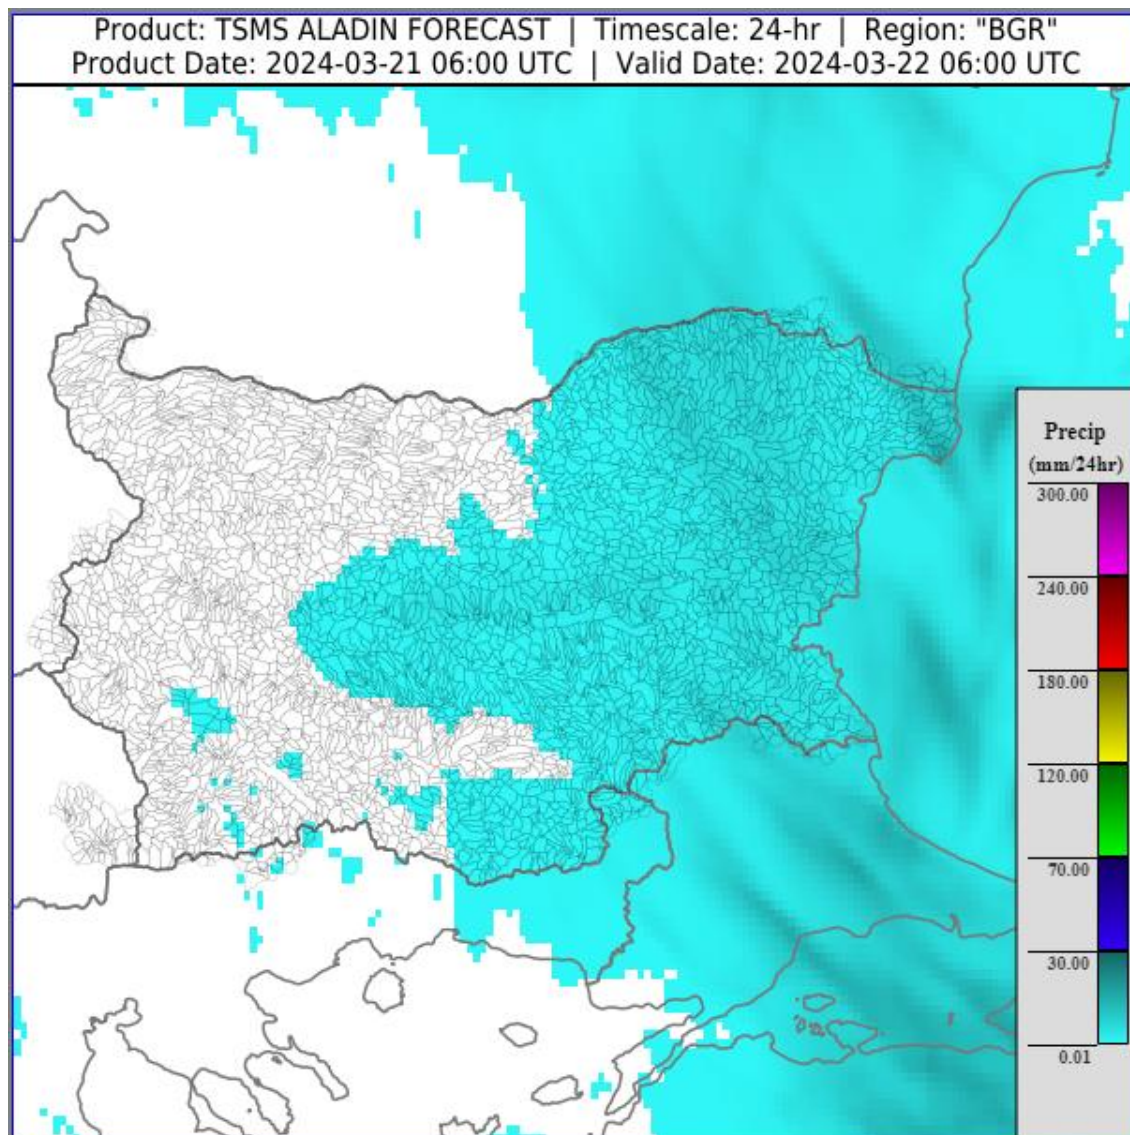 Product: TSMS ALADIN FORECAST | Timescale: 24-hr | Region: "BGR"
Product Date: 2024-03-21 06:00 UTC | Valid Date: 2024-03-22 06:00 UTC
Precip
(mm/24hr)
300.00
240.00
180.00
120.00
70.00
30.00
0.01